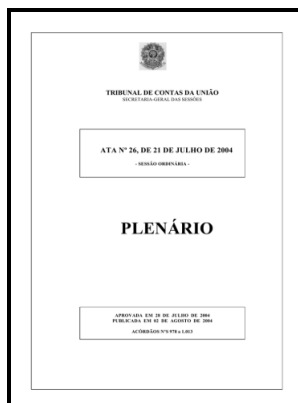 TRIBUNAL DE CONTAS DA UNIÃO
SECRETARIA-GERAL DAS SESSÕES
ATA Nº 26, DE 21 DE JULHO DE 2004
- SESSÃO ORDINÁRIA -
PLENÁRIO
APROVADA EM 28 DE JULHO DE 2004
PUBLICADA EM 02 DE AGOSTO DE 2004
ACÓRDÃOS Nºs 978 a 1.013